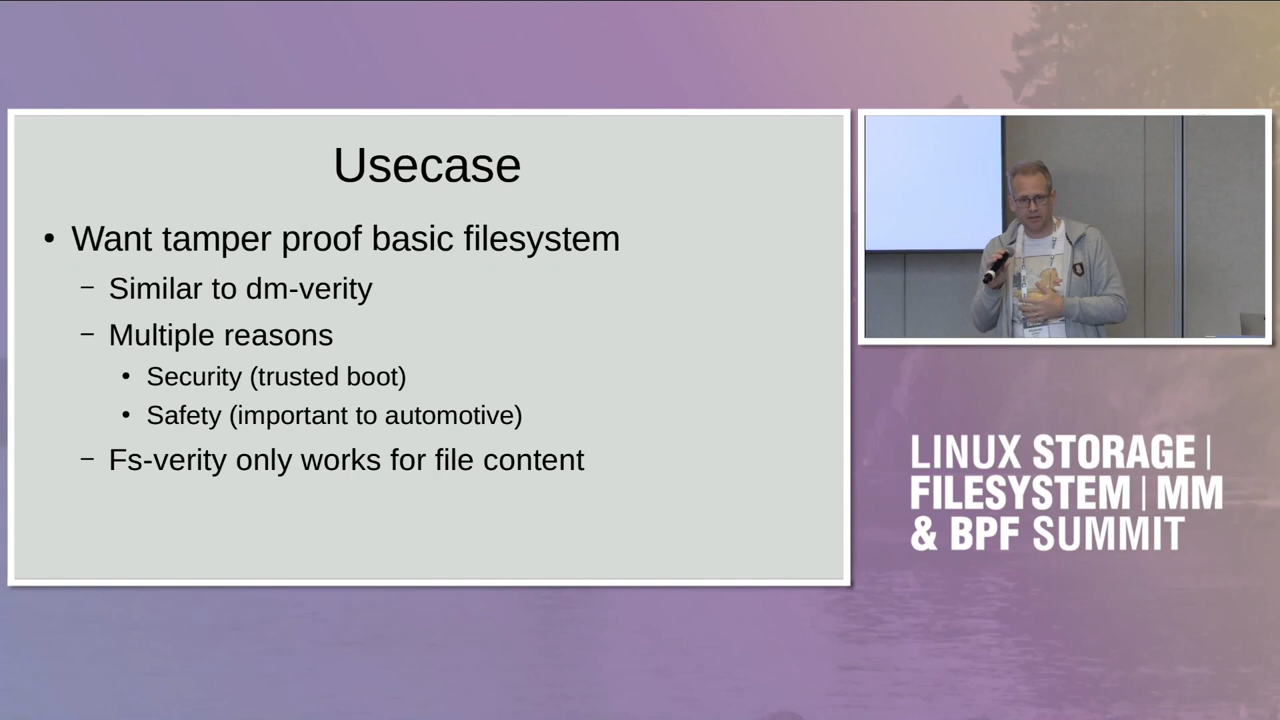 Usecase
• Want tamper proof basic filesystem
– Similar to dm-verity
– Multiple reasons
• Security (trusted boot)
• Safety (important to automotive)
– Fs-verity only works for file content
LINUX STORAGE |
FILESYSTEM | MM
& BPF SUMMIT